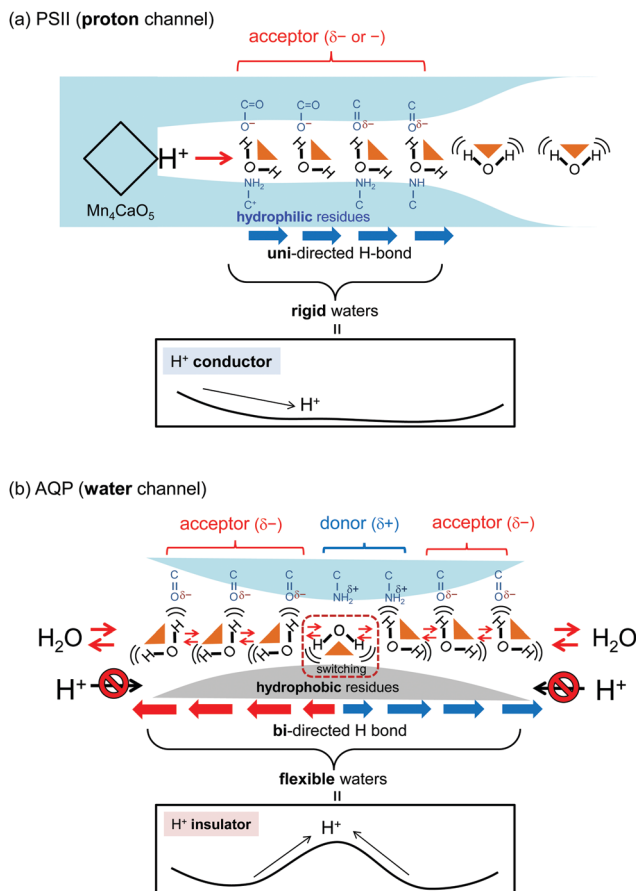 (a) PSII (proton channel)
acceptor (δ− or −)
C=O C=O C C
O− O− O δ− O δ−
H H H H
H+ O H O H O H O H H O H H O H
Mn4CaO5
NH2 NH2 NH
C+ C C
hydrophilic residues
uni-directed H-bond
rigid waters
=
H+ conductor
H+
(b) AQP (water channel)
acceptor (δ−) donor (δ+) acceptor (δ−)
C C C C C C C
O δ− O δ− O δ− NH2 δ+ NH2 δ+ O δ− O δ−
H2O H O H H O H H O H H O H H O H H O H H O H H2O
switching
H+ hydrophobic residues H+
bi-directed H bond
flexible waters
=
H+ insulator
H+